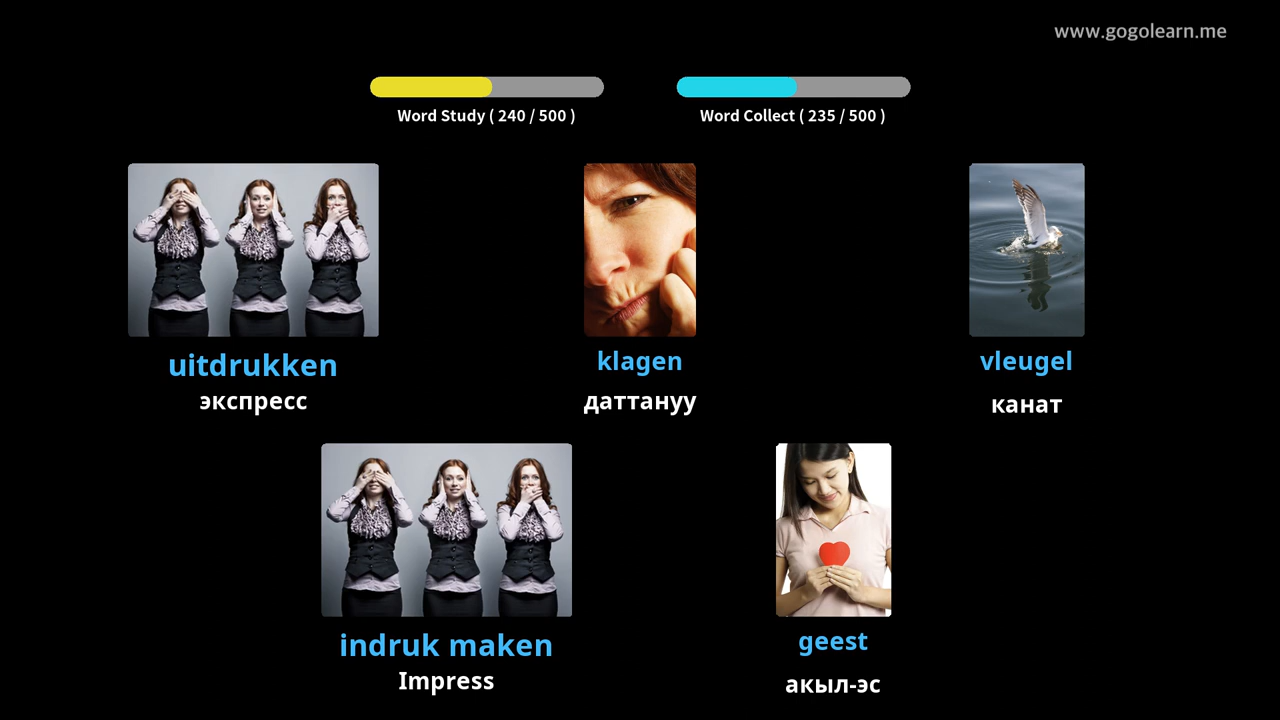 www.gogolearn.me
Word Study ( 240 / 500 )
Word Collect ( 235 / 500 )
uitdrukken
экспресс
klagen
даттануу
vleugel
канат
indruk maken
Impress
geest
акыл-эс